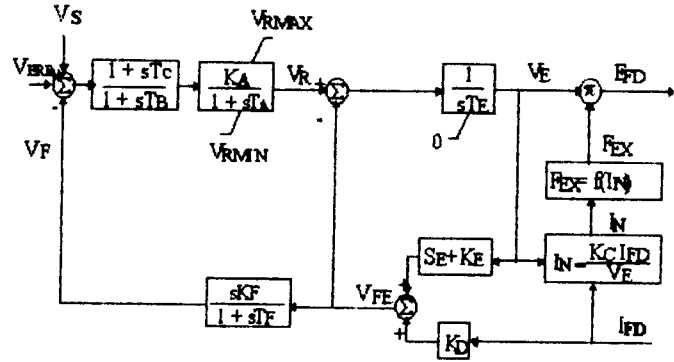 VS
VRMAX
VERR
1 + sTC
1 + sTB
KA
1 + sTA
VR
+
Σ
Σ
-
-
1
sTE
0
VE
π
EFD
VRMIN
VF
FEX
FEX= f(IN)
IN
SE+KE
IN=
KC IFD
VE
sKF
1 + sTF
VFE
+
Σ
+
KD
IFD